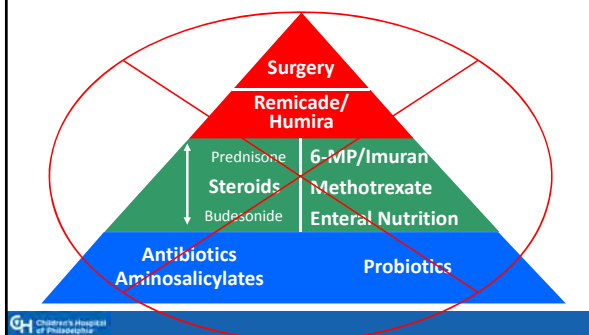 Surgery
Remicade/
Humira
Prednisone
Steroids
Budesonide
6-MP/Imuran
Methotrexate
Enteral Nutrition
Antibiotics
Aminosalicylates
Probiotics
Children's Hospital
of Philadelphia